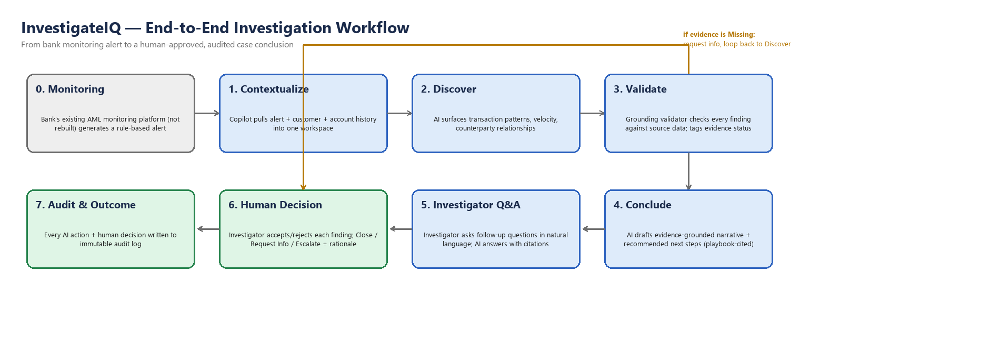 InvestigateIQ — End-to-End Investigation Workflow
From bank monitoring alert to a human-approved, audited case conclusion
if evidence is Missing:
request info, loop back to Discover
0. Monitoring
Bank's existing AML monitoring platform (not
rebuilt) generates a rule-based alert
1. Contextualize
Copilot pulls alert + customer + account history
into one workspace
2. Discover
AI surfaces transaction patterns, velocity,
counterparty relationships
3. Validate
Grounding validator checks every finding
against source data; tags evidence status
7. Audit & Outcome
Every AI action + human decision written to
immutable audit log
6. Human Decision
Investigator accepts/rejects each finding; Close /
Request Info / Escalate + rationale
5. Investigator Q&A
Investigator asks follow-up questions in natural
language; AI answers with citations
4. Conclude
AI drafts evidence-grounded narrative +
recommended next steps (playbook-cited)